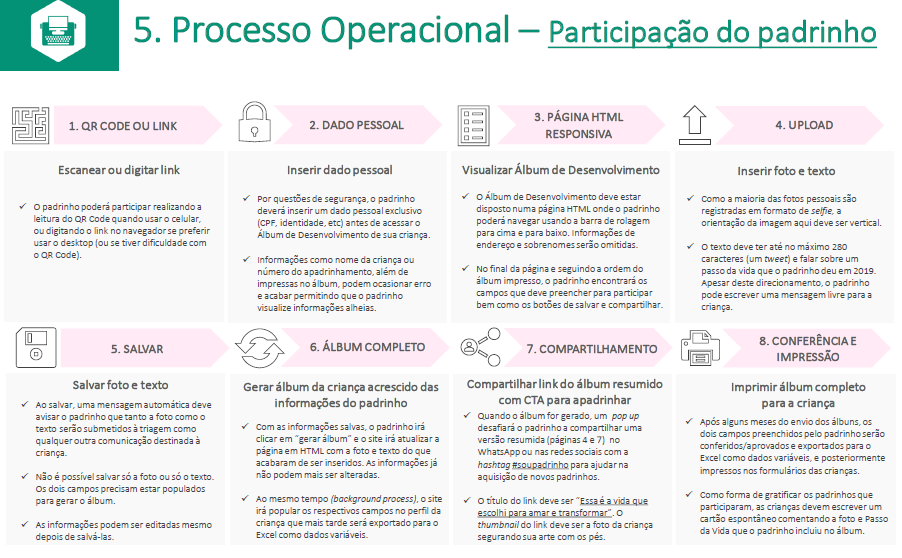 5. Processo Operacional – Participação do padrinho
1. QR CODE OU LINK
Escanear ou digitar link
✓ O padrinho poderá participar realizando a
leitura do QR Code quando usar o celular,
ou digitando o link no navegador se preferir
usar o desktop (ou se tiver dificuldade com
o QR Code).
2. DADO PESSOAL
Inserir dado pessoal
✓ Por questões de segurança, o padrinho
deverá inserir um dado pessoal exclusivo
(CPF, identidade, etc) antes de acessar o
Álbum de Desenvolvimento de sua criança.
✓ Informações como nome da criança ou
número do apadrinhamento, além de
impressas no álbum, podem ocasionar erro
e acabar permitindo que o padrinho
visualize informações alheias.
3. PÁGINA HTML
RESPONSIVA
Visualizar Álbum de Desenvolvimento
✓ O Álbum de Desenvolvimento deve estar
disposto numa página HTML onde o padrinho
poderá navegar usando a barra de rolagem
para cima e para baixo. Informações de
endereço e sobrenomes serão omitidas.
✓ No final da página e seguindo a ordem do
álbum impresso, o padrinho encontrará os
campos que deve preencher para participar
bem como os botões de salvar e compartilhar.
4. UPLOAD
Inserir foto e texto
✓ Como a maioria das fotos pessoais são
registradas em formato de selfie, a
orientação da imagem aqui deve ser vertical.
✓ O texto deve ter até no máximo 280
caracteres (um tweet) e falar sobre um
passo da vida que o padrinho deu em 2019.
Apesar deste direcionamento, o padrinho
pode escrever uma mensagem livre para a
criança.
5. SALVAR
Salvar foto e texto
✓ Ao salvar, uma mensagem automática deve
avisar o padrinho que tanto a foto como o
texto serão submetidos à triagem como
qualquer outra comunicação destinada à
criança.
✓ Não é possível salvar só a foto ou só o texto.
Os dois campos precisam estar populados
para gerar o álbum.
✓ As informações podem ser editadas mesmo
depois de salvá-las.
6. ÁLBUM COMPLETO
Gerar álbum da criança acrescido das
informações do padrinho
✓ Com as informações salvas, o padrinho irá
clicar em “gerar álbum” e o site irá atualizar a
página em HTML com a foto e texto do que
acabaram de ser inseridos. As informações já
não podem mais ser alteradas.
✓ Ao mesmo tempo (background process), o site
irá popular os respectivos campos no perfil da
criança que mais tarde será exportado para o
Excel como dados variáveis.
7. COMPARTILHAMENTO
Compartilhar link do álbum resumido
com CTA para apadrinhar
✓ Quando o álbum for gerado, um pop up
desafiará o padrinho a compartilhar uma
versão resumida (páginas 4 e 7) no
WhatsApp ou nas redes sociais com a
hashtag #soupadrinho para ajudar na
aquisição de novos padrinhos.
✓ O título do link deve ser “Essa é a vida que
escolhi para amar e transformar”. O
thumbnail do link deve ser a foto da criança
segurando sua arte com os pés.
8. CONFERÊNCIA E
IMPRESSÃO
Imprimir álbum completo
para a criança
✓ Após alguns meses do envio dos álbuns, os
dois campos preenchidos pelo padrinho serão
conferidos/aprovados e exportados para o
Excel como dados variáveis, e posteriormente
impressos nos formulários das crianças.
✓ Como forma de gratificar os padrinhos que
participaram, as crianças devem escrever um
cartão espontâneo comentando a foto e Passo
da Vida que o padrinho incluiu no álbum.